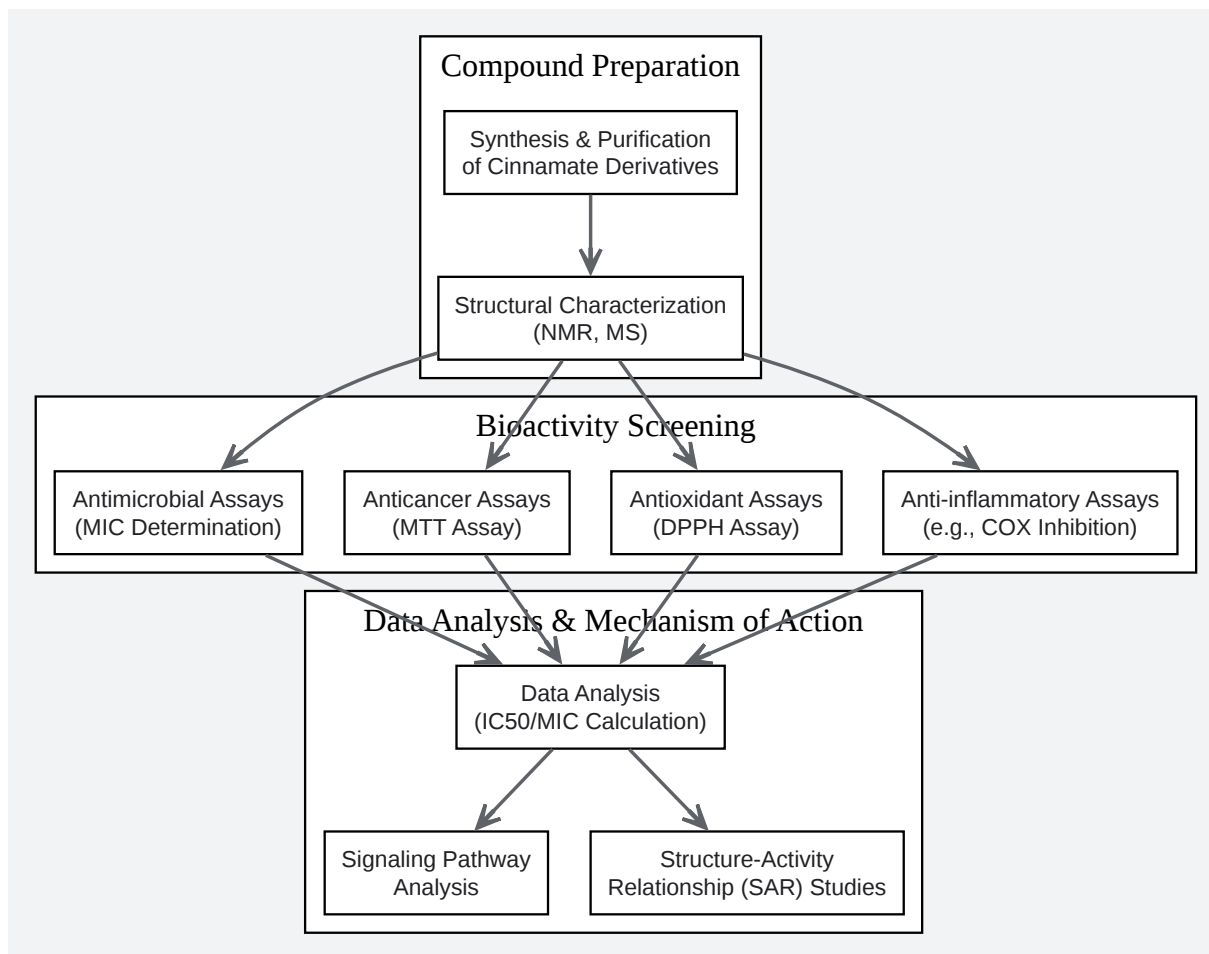 Compound Preparation
Synthesis & Purification
of Cinnamate Derivatives
Structural Characterization
(NMR, MS)
Bioactivity Screening
Antimicrobial Assays
(MIC Determination)
Anticancer Assays
(MTT Assay)
Antioxidant Assays
(DPPH Assay)
Anti-inflammatory Assays
(e.g., COX Inhibition)
Data Analysis & Mechanism of Action
Data Analysis
(IC50/MIC Calculation)
Signaling Pathway
Analysis
Structure-Activity
Relationship (SAR) Studies